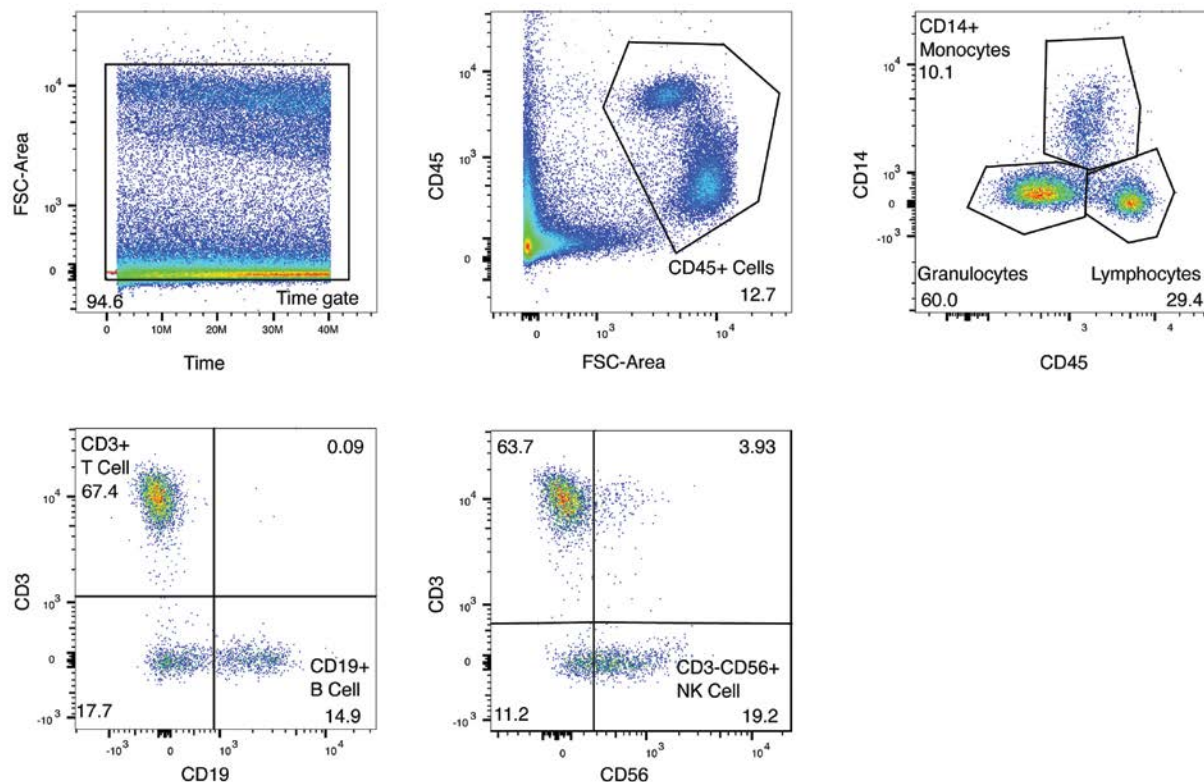 FSC-Area
10⁴
10³
0
94.6
Time gate
0
10M
20M
30M
40M
Time
CD45
10⁴
10³
0
CD45+ Cells
12.7
0
10³
10⁴
FSC-Area
CD14
10⁴
10³
0
-10³
CD14+
Monocytes
10.1
Granulocytes
60.0
Lymphocytes
29.4
3
4
CD45
CD3
10⁴
10³
0
-10³
CD3+
T Cell
67.4
0.09
17.7
CD19+
B Cell
14.9
-10³
0
10³
10⁴
CD19
CD3
10⁴
10³
0
-10³
63.7
3.93
11.2
CD3-CD56+
NK Cell
19.2
0
10³
10⁴
CD56